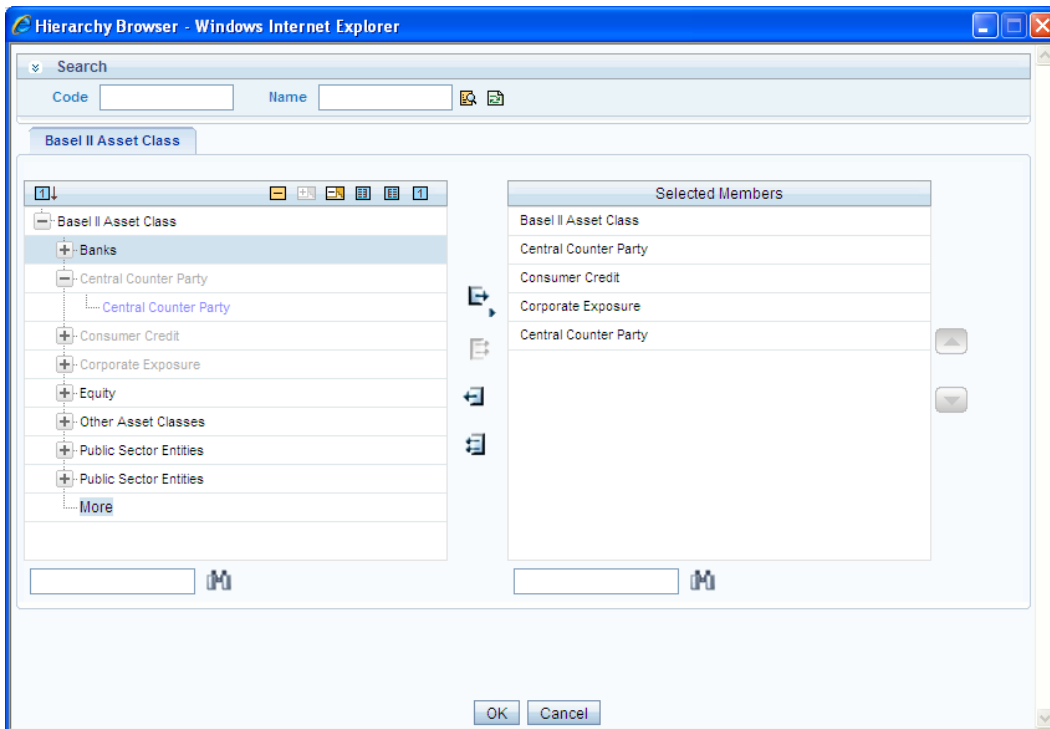 Hierarchy Browser - Windows Internet Explorer
Search
Code Name
Basel II Asset Class
1 1
Basel II Asset Class
Banks
Central Counter Party
Central Counter Party
Consumer Credit
Corporate Exposure
Equity
Other Asset Classes
Public Sector Entities
Public Sector Entities
More
Selected Members
Basel II Asset Class
Central Counter Party
Consumer Credit
Corporate Exposure
Central Counter Party
OK Cancel